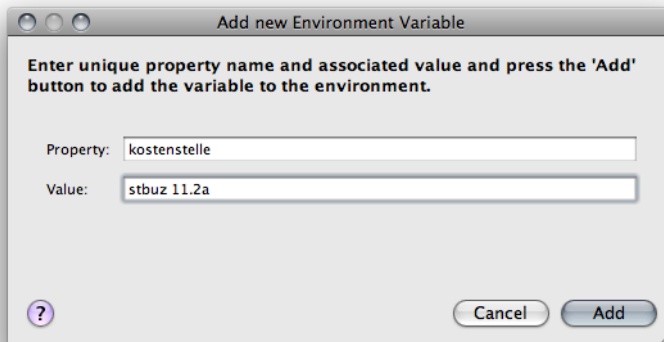 Add new Environment Variable
Enter unique property name and associated value and press the 'Add'
button to add the variable to the environment.
Property: kostenstelle
Value: stbuz 11.2a
? Cancel Add